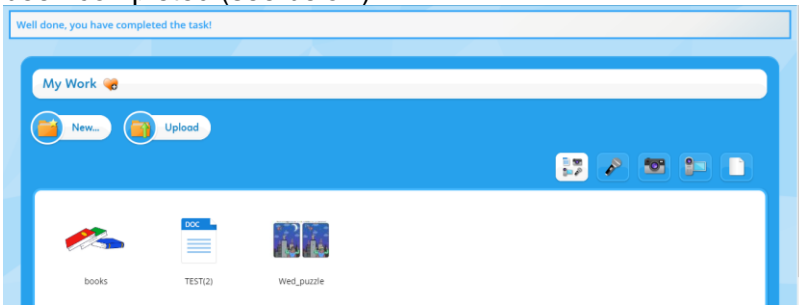 Well done, you have completed the task!
My Work
New... Upload
DOC
books TEST(2) Wed_puzzle